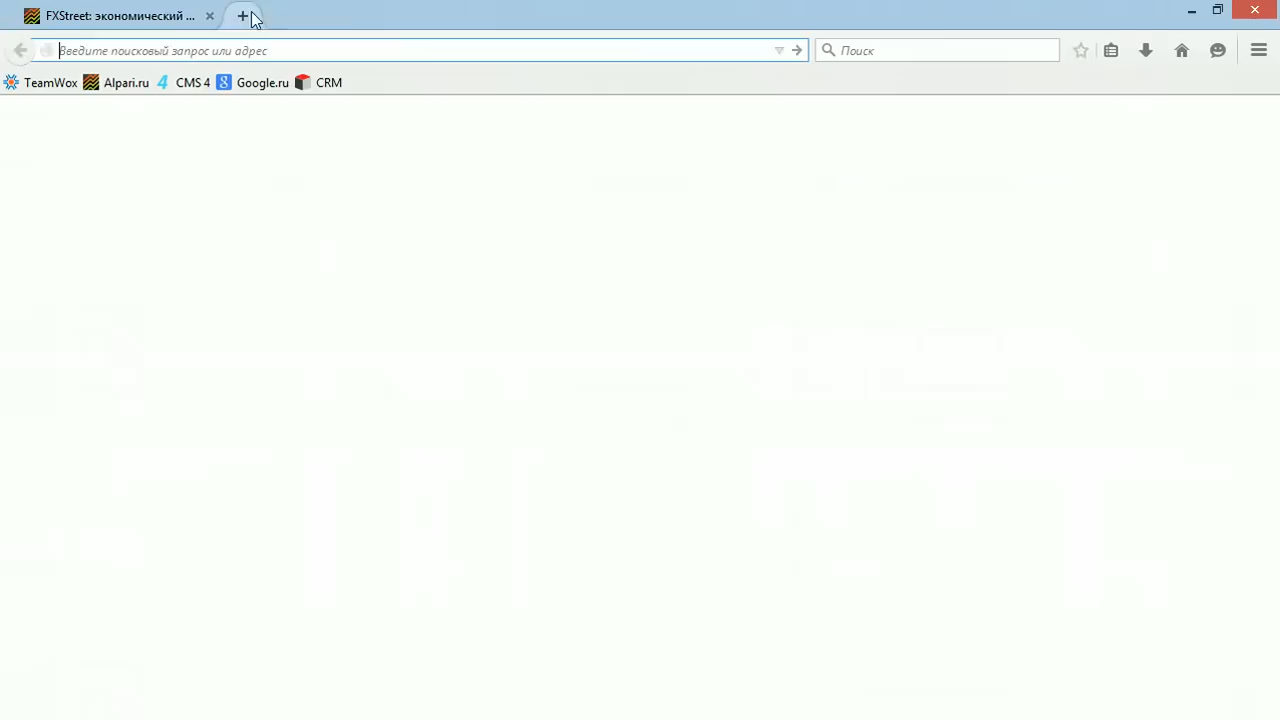 FXStreet: экономический ...
Введите поисковый запрос или адрес
Поиск
TeamWox Alpari.ru CMS 4 Google.ru CRM